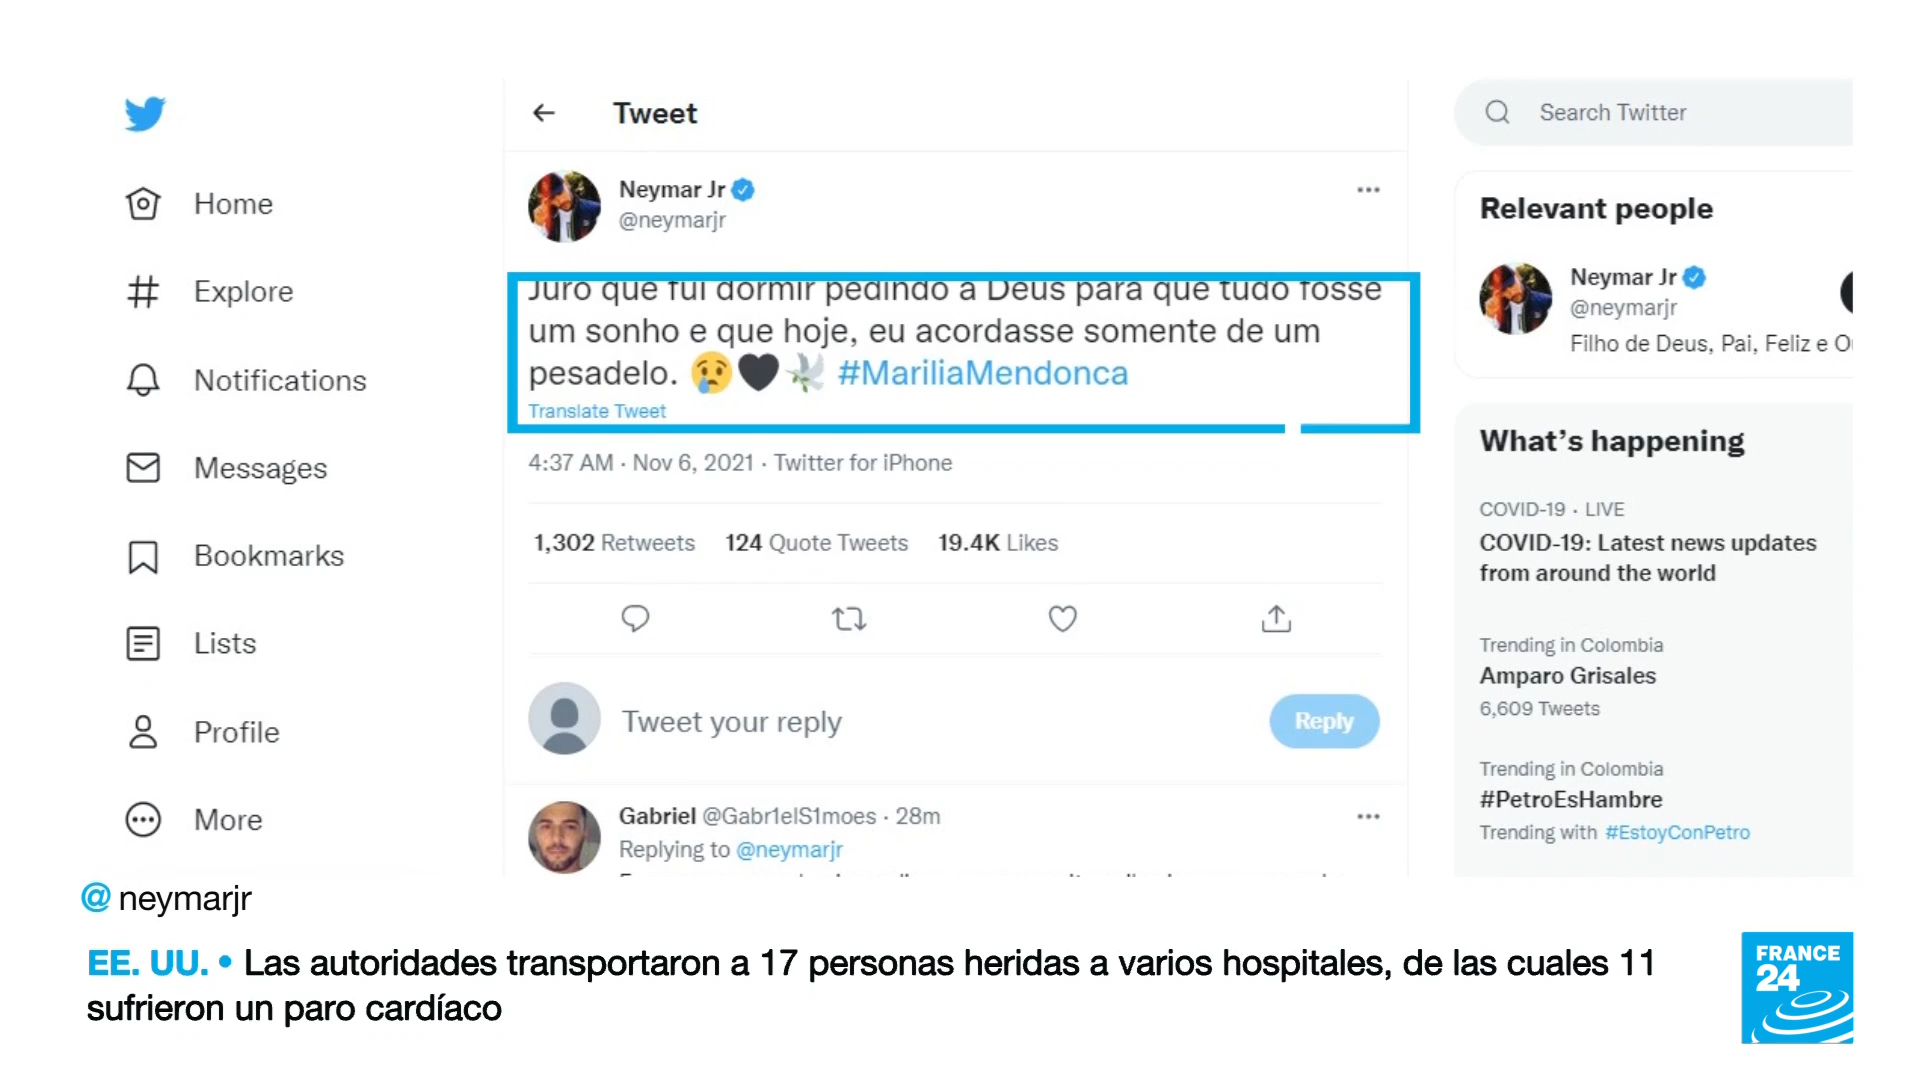 Tweet
Search Twitter
Home
Explore
Notifications
Messages
Bookmarks
Lists
Profile
More
Neymar Jr
@neymarjr
Juro que fui dormir pedindo a Deus para que tudo fosse
um sonho e que hoje, eu acordasse somente de um
pesadelo. 😢🖤🕊️ #MariliaMendonca
Translate Tweet
4:37 AM · Nov 6, 2021 · Twitter for iPhone
1,302 Retweets 124 Quote Tweets 19.4K Likes
Tweet your reply
Reply
Gabriel @Gabr1elS1moes · 28m
Replying to @neymarjr
Relevant people
Neymar Jr
@neymarjr
Filho de Deus, Pai, Feliz e
What's happening
COVID-19 · LIVE
COVID-19: Latest news updates
from around the world
Trending in Colombia
Amparo Grisales
6,609 Tweets
Trending in Colombia
#PetroEsHambre
Trending with #EstoyConPetro
@ neymarjr
EE. UU. • Las autoridades transportaron a 17 personas heridas a varios hospitales, de las cuales 11
sufrieron un paro cardíaco
FRANCE
24